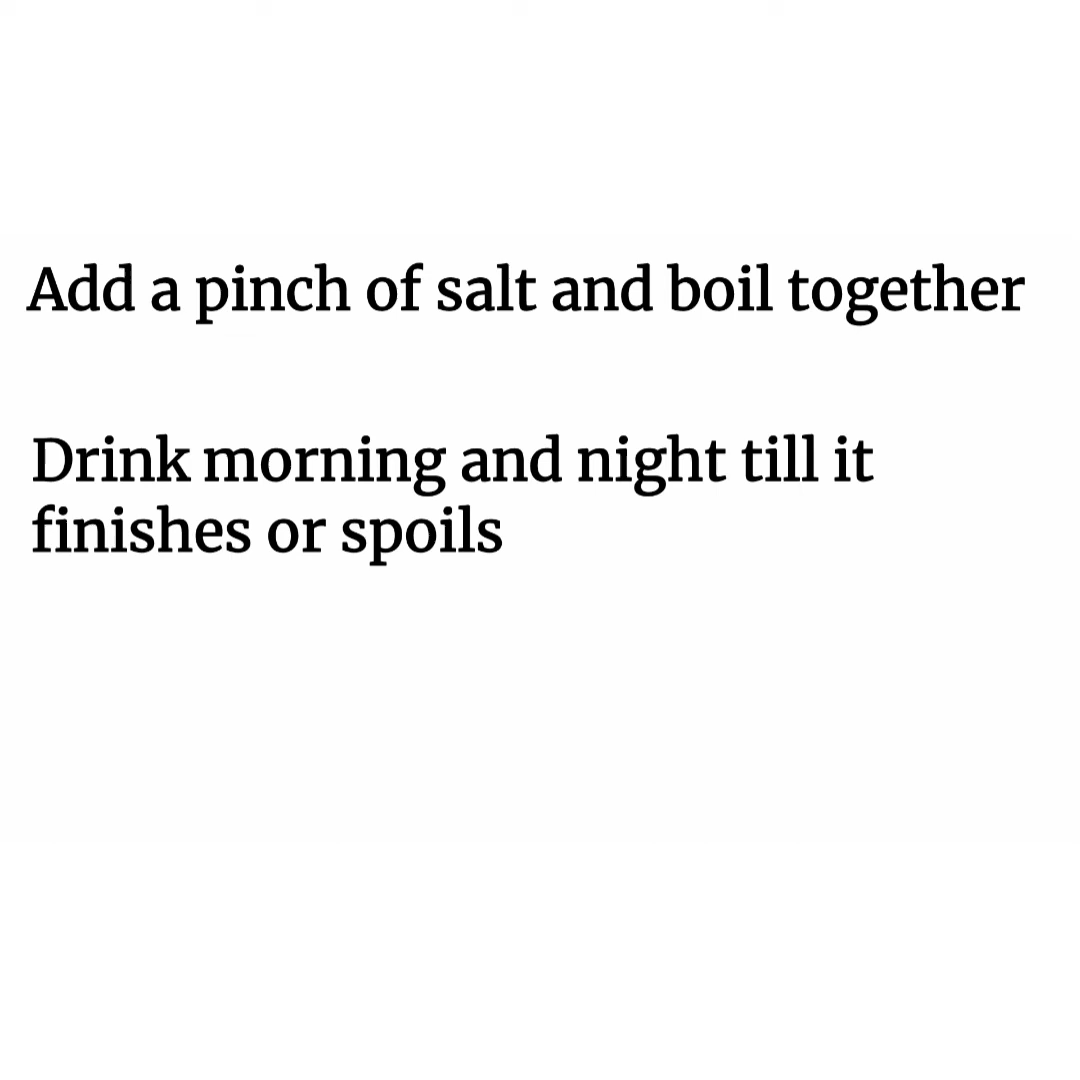 Add a pinch of salt and boil together
Drink morning and night till it
finishes or spoils